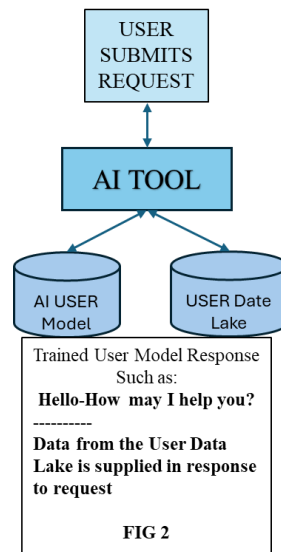 USER
SUBMITS
REQUEST
AI TOOL
AI USER
Model
USER Date
Lake
Trained User Model Response
Such as:
Hello-How may I help you?
----------
Data from the User Data
Lake is supplied in response
to request
FIG 2